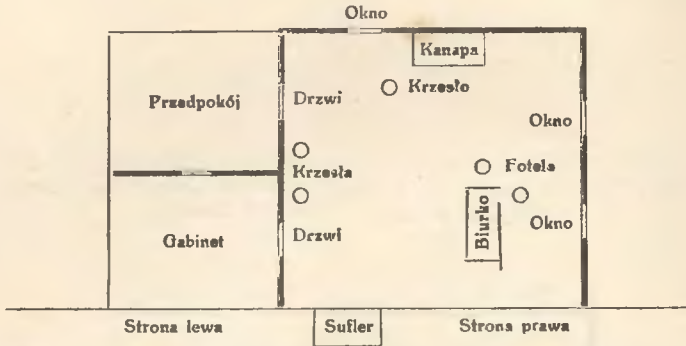 Okno
Kanapa
Krzesło
Przedpokój
Drzwi
Okno
Krzesła
Fotele
Biurko
Okno
Gabinet
Drzwi
Strona lewa
Sufler
Strona prawa